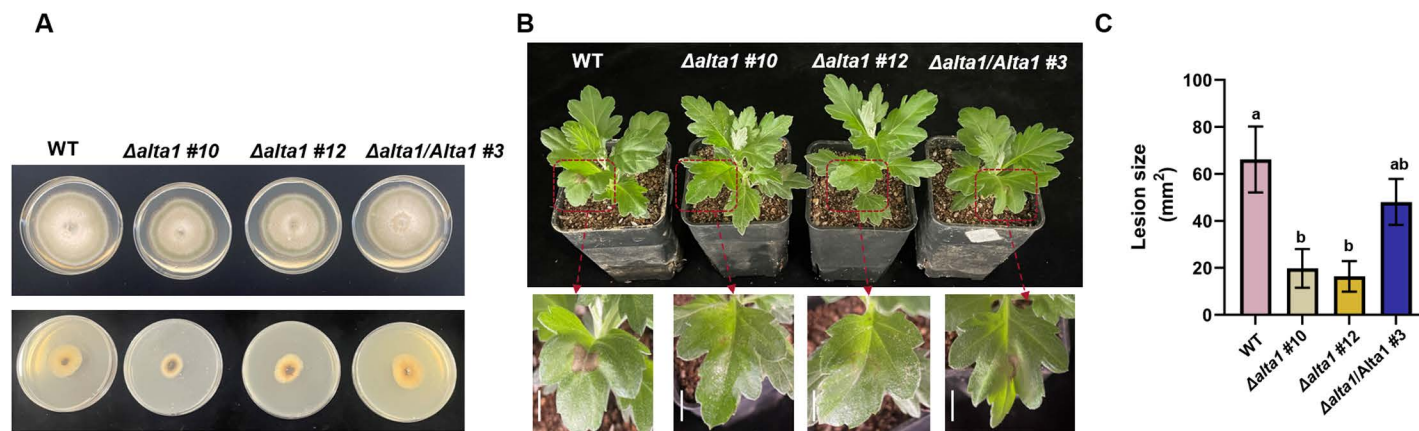 A
WT
Δalta1 #10
Δalta1 #12
Δalta1/Alta1 #3
B
WT
Δalta1 #10
Δalta1 #12
Δalta1/Alta1 #3
C
Lesion size
(mm²)
100
80
60
40
20
0
a
b
b
ab
WT
Δalta1 #10
Δalta1 #12
Δalta1/Alta1 #3